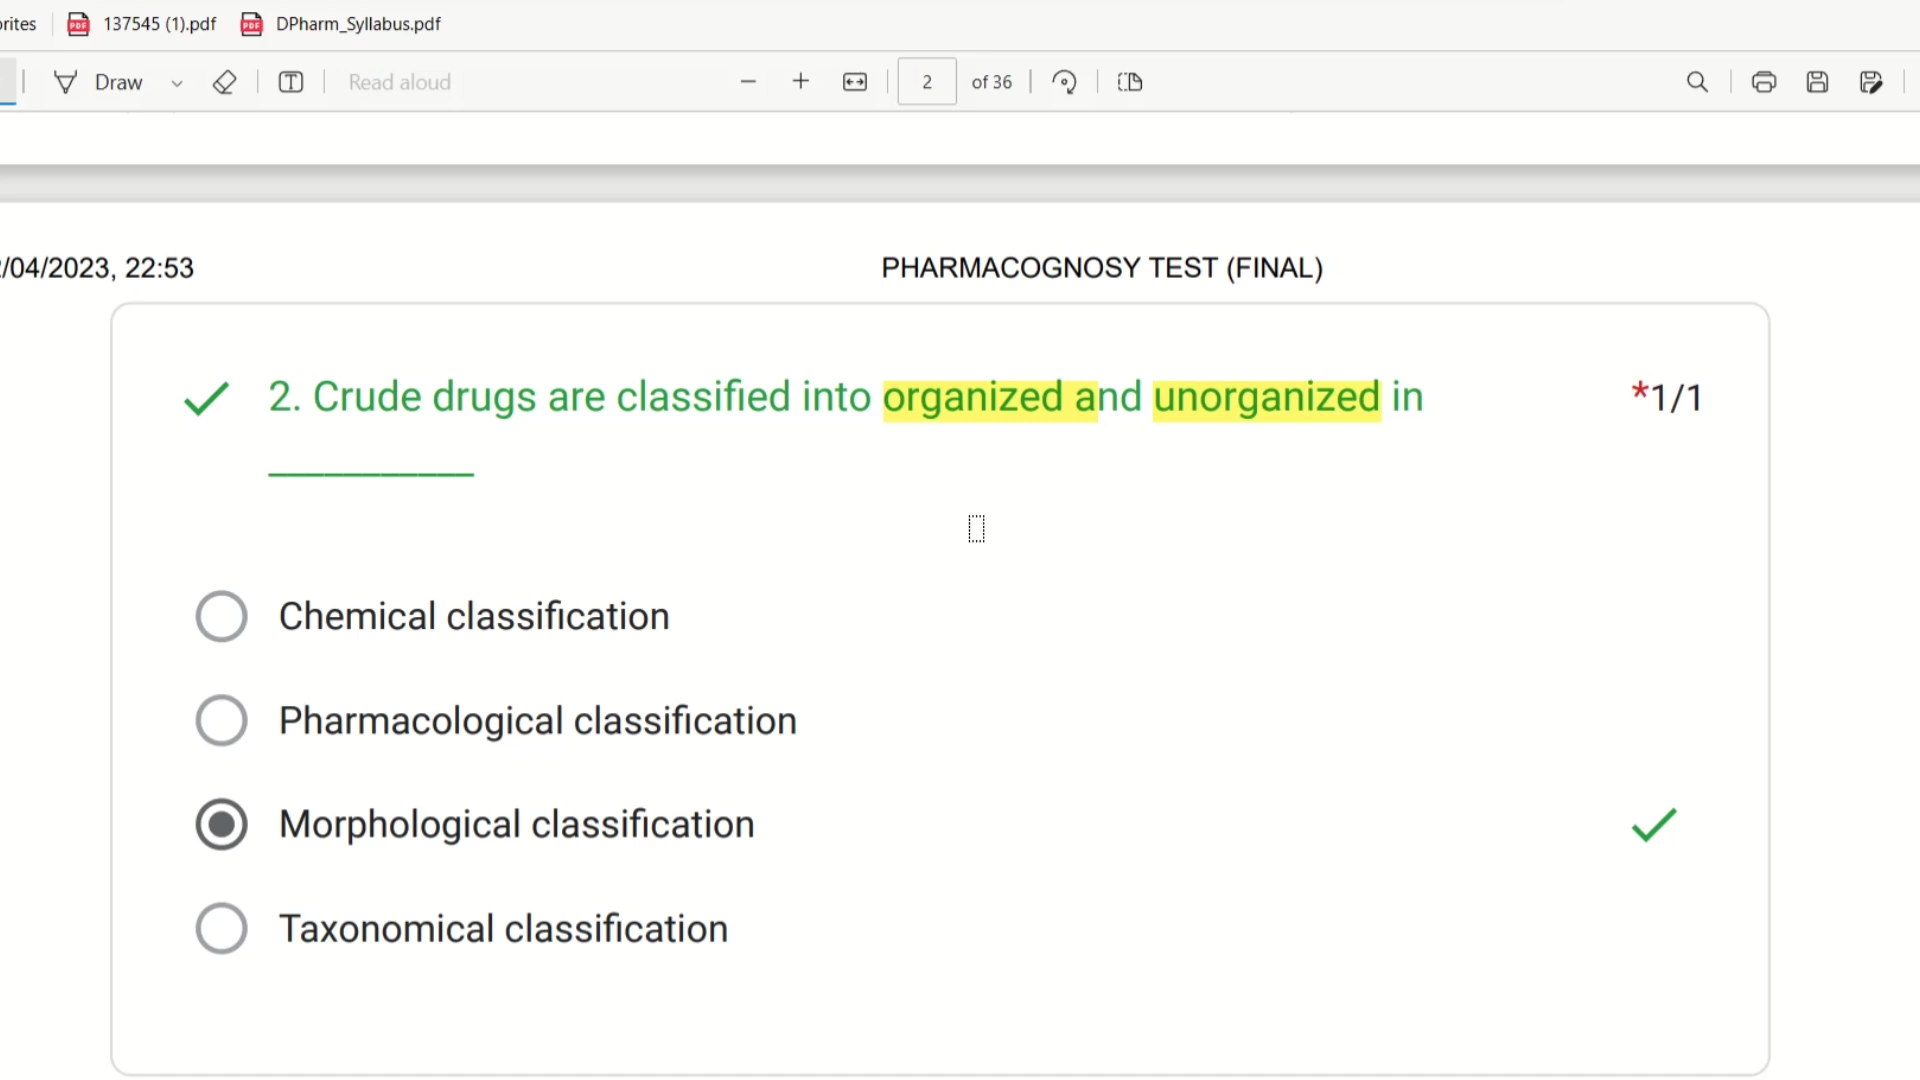 137545 (1).pdf DPharm_Syllabus.pdf
Draw Read aloud 2 of 36
/04/2023, 22:53 PHARMACOGNOSY TEST (FINAL)
2. Crude drugs are classified into organized and unorganized in *1/1
___________
Chemical classification
Pharmacological classification
Morphological classification
Taxonomical classification